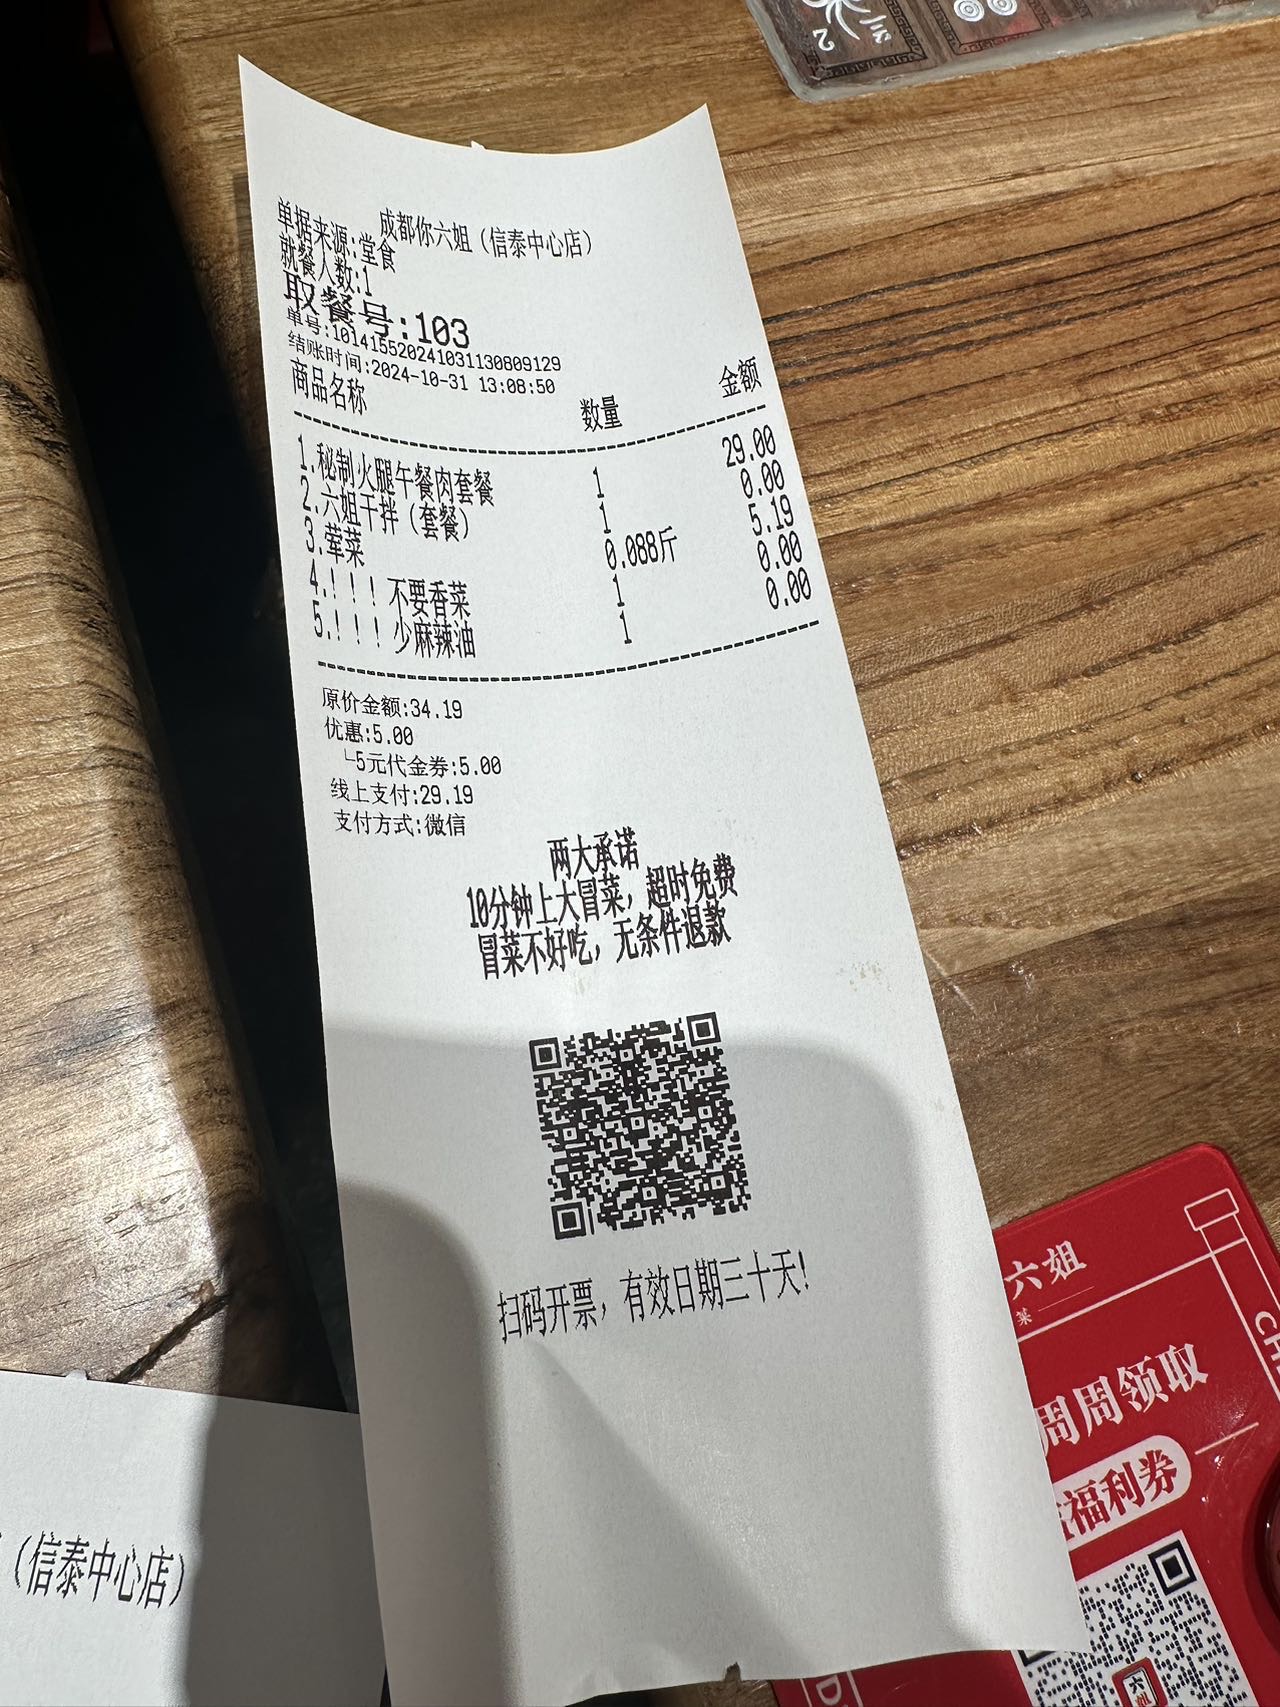 成都你六姐（信泰中心店）
单据来源:堂食
就餐人数:1
取餐号:103
单号:10141552024103113080​9129
结账时间:2024-10-31 13:08:50
商品名称 数量 金额
1.秘制火腿午餐肉套餐 1 29.00
2.六姐干拌（套餐） 1 0.00
3.荤菜 0.088斤 5.19
4.！！！不要香菜 1 0.00
5.！！！少麻辣油 1 0.00
原价金额:34.19
优惠:5.00
└5元代金券:5.00
线上支付:29.19
支付方式:微信
两大承诺
10分钟上大冒菜，超时免费
冒菜不好吃，无条件退款
扫码开票，有效日期三十天!
（信泰中心店）
六姐
菜
周周领取
福利券
CH
六
2